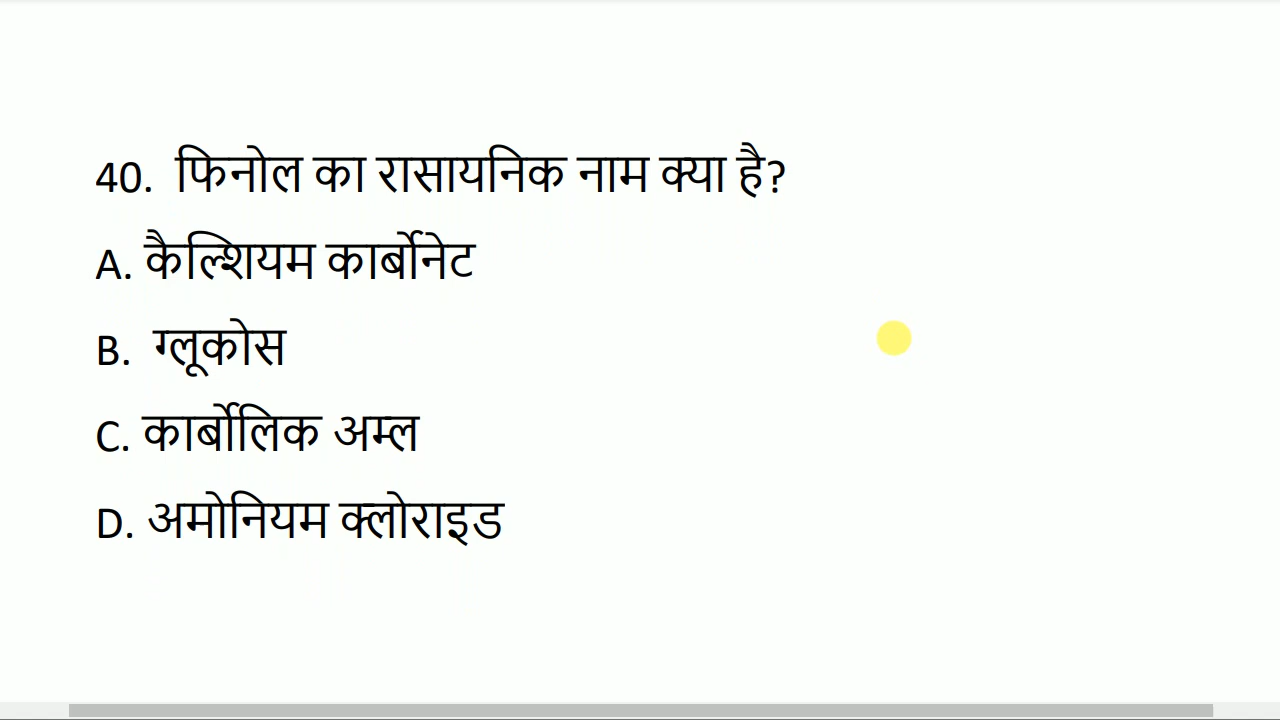 40. फिनोल का रासायनिक नाम क्या है?
A. कैल्शियम कार्बोनेट
B. ग्लूकोस
C. कार्बोलिक अम्ल
D. अमोनियम क्लोराइड